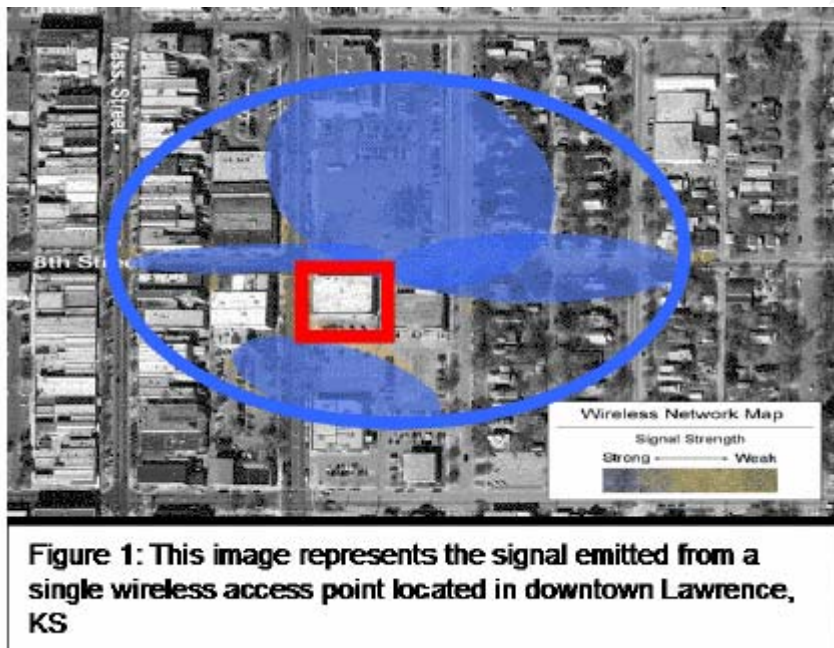 Mass. Street
8th Street
Wireless Network Map
Signal Strength
Strong Weak
Figure 1: This image represents the signal emitted from a
single wireless access point located in downtown Lawrence,
KS